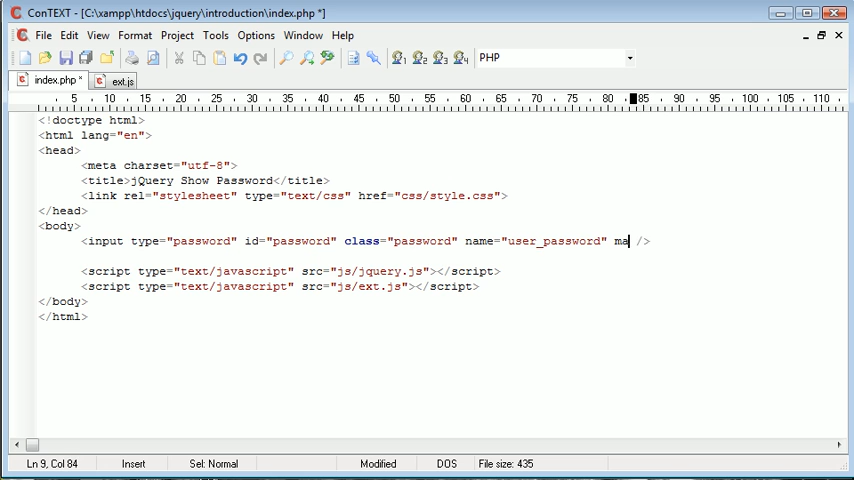 ConTEXT - [C:\xampp\htdocs\jquery\introduction\index.php *]
File Edit View Format Project Tools Options Window Help
1 2 3 4 PHP
index.php * ext.js
5 10 15 20 25 30 35 40 45 50 55 60 65 70 75 80 85 90 95 100 105 110
<!doctype html>
<html lang="en">
<head>
<meta charset="utf-8">
<title>jQuery Show Password</title>
<link rel="stylesheet" type="text/css" href="css/style.css">
</head>
<body>
<input type="password" id="password" class="password" name="user_password" ma />
<script type="text/javascript" src="js/jquery.js"></script>
<script type="text/javascript" src="js/ext.js"></script>
</body>
</html>
Ln 9, Col 84 Insert Sel: Normal Modified DOS File size: 435